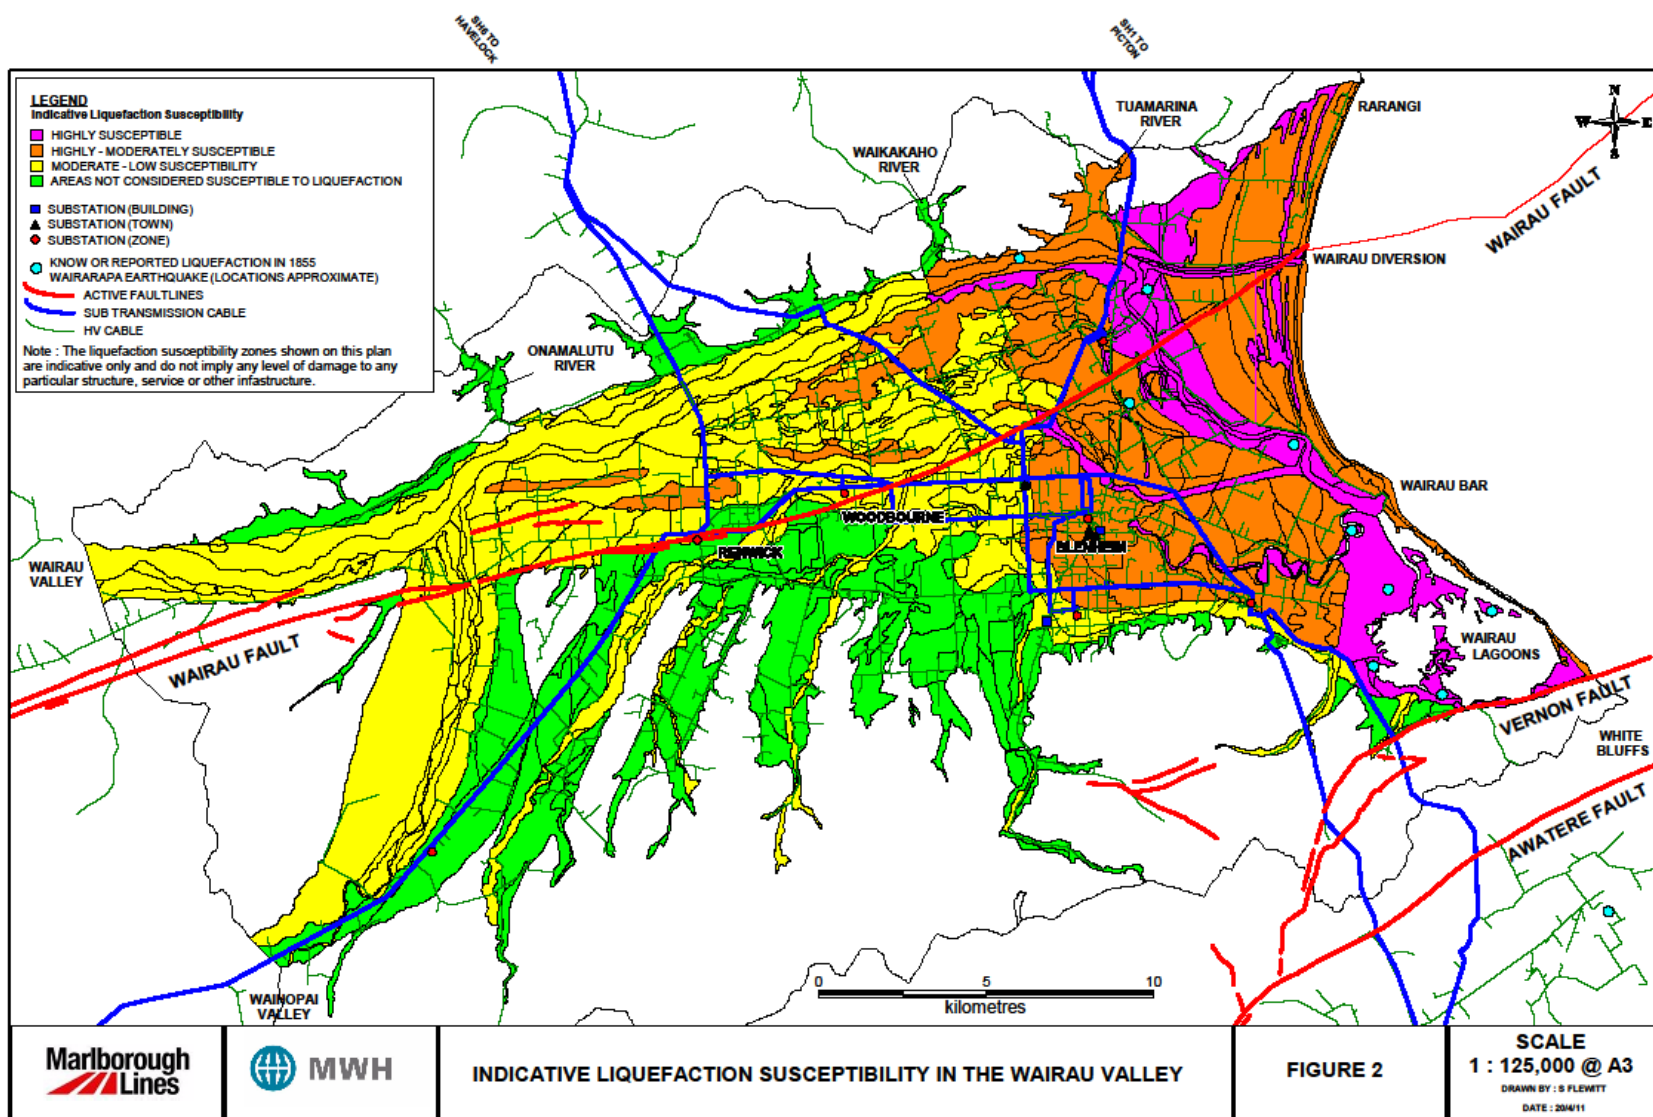 SH6 TO
HAVELOCK
SH1 TO
PICTON
LEGEND
Indicative Liquefaction Susceptibility
HIGHLY SUSCEPTIBLE
HIGHLY - MODERATELY SUSCEPTIBLE
MODERATE - LOW SUSCEPTIBILITY
AREAS NOT CONSIDERED SUSCEPTIBLE TO LIQUEFACTION
SUBSTATION (BUILDING)
SUBSTATION (TOWN)
SUBSTATION (ZONE)
KNOW OR REPORTED LIQUEFACTION IN 1855
WAIRARAPA EARTHQUAKE (LOCATIONS APPROXIMATE)
ACTIVE FAULTLINES
SUB TRANSMISSION CABLE
HV CABLE
Note : The liquefaction susceptibility zones shown on this plan
are indicative only and do not imply any level of damage to any
particular structure, service or other infastructure.
TUAMARINA
RIVER
RARANGI
N
W
E
S
WAIKAKAHO
RIVER
WAIRAU FAULT
WAIRAU DIVERSION
ONAMALUTU
RIVER
WAIRAU BAR
WOODBOURNE
RENWICK
BLENHEIM
WAIRAU
VALLEY
WAIRAU FAULT
WAIRAU
LAGOONS
VERNON FAULT
WHITE
BLUFFS
AWATERE FAULT
WAIHOPAI
VALLEY
0
5
10
kilometres
Marlborough
Lines
MWH
INDICATIVE LIQUEFACTION SUSCEPTIBILITY IN THE WAIRAU VALLEY
FIGURE 2
SCALE
1 : 125,000 @ A3
DRAWN BY : S FLEWITT
DATE : 20/4/11